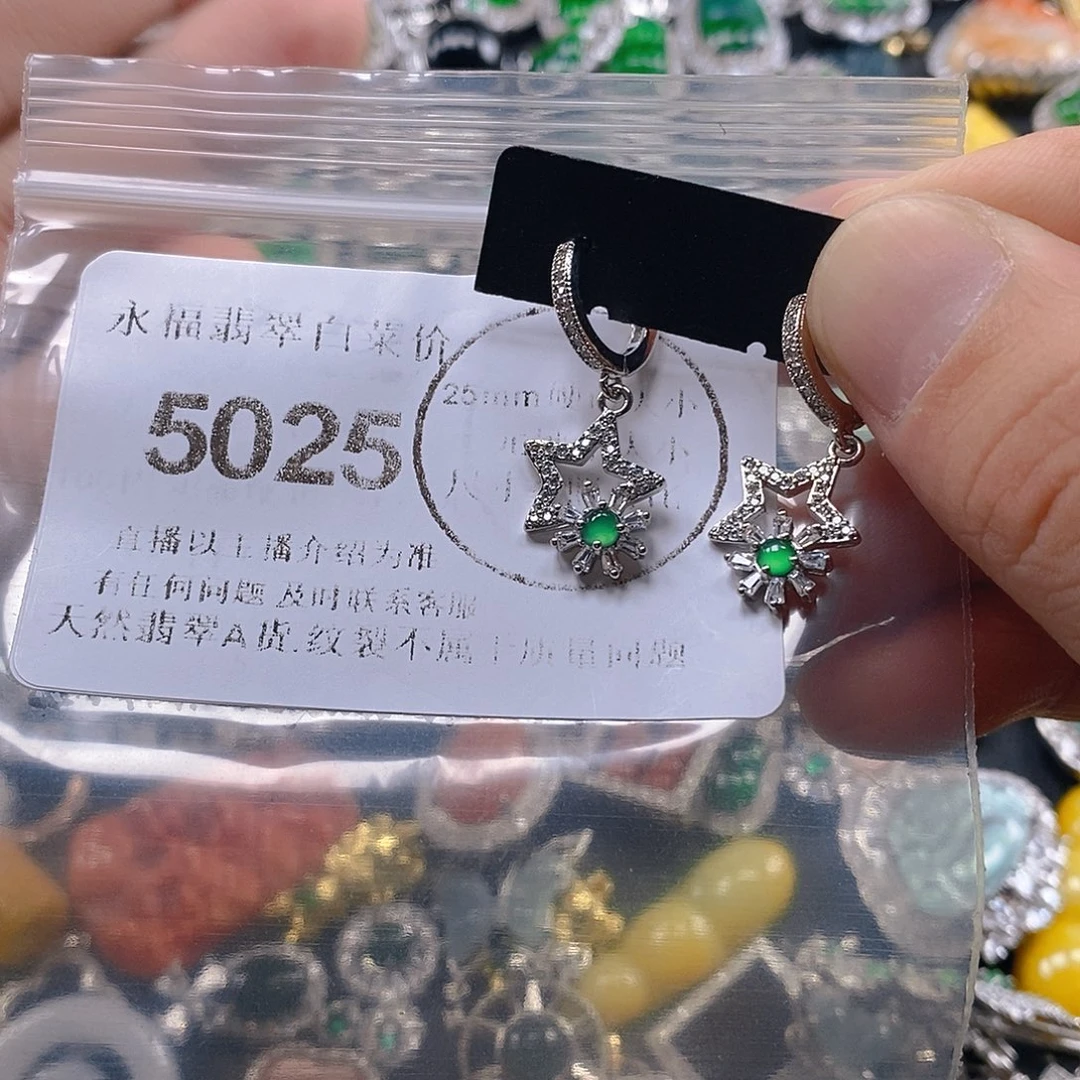 永福翡翠白菜价
5025
25mm
直播以主播介绍为准
有任何问题 及时联系客服
天然翡翠A货.纹裂不属于质量问题